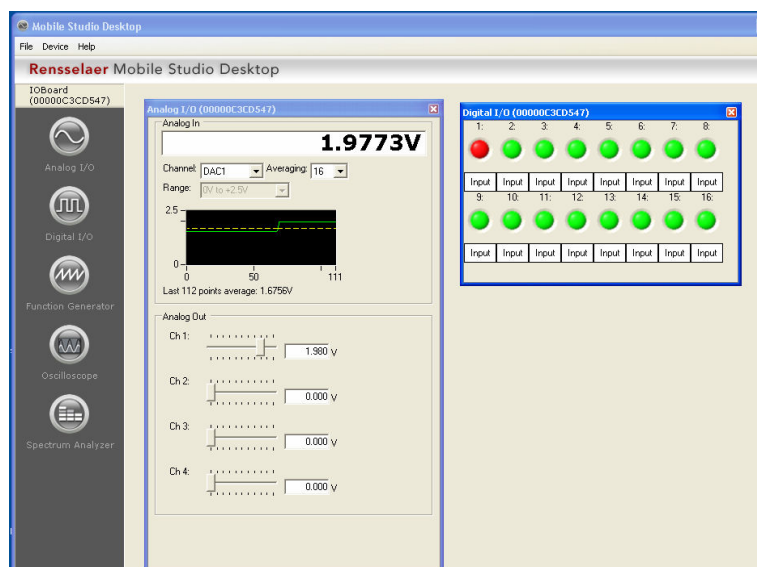 Mobile Studio Desktop
File Device Help
Rensselaer Mobile Studio Desktop
IOBoard
(00000C3CD547)
Analog I/O
Digital I/O
Function Generator
Oscilloscope
Spectrum Analyzer
Analog I/O (00000C3CD547)
Analog In
1.9773V
Channel: DAC1 Averaging: 16
Range: 0V to +2.5V
2.5
0
0 50 111
Last 112 points average: 1.6756V
Analog Out
Ch 1: 1.980 V
Ch 2: 0.000 V
Ch 3: 0.000 V
Ch 4: 0.000 V
Digital I/O (00000C3CD547)
1: 2: 3: 4: 5: 6: 7: 8:
Input Input Input Input Input Input Input Input
9: 10: 11: 12: 13: 14: 15: 16:
Input Input Input Input Input Input Input Input